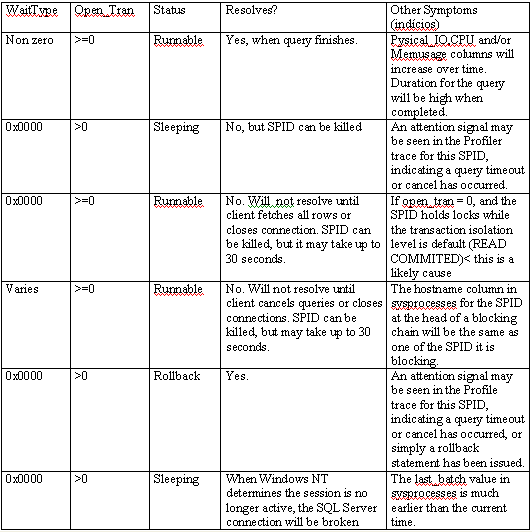 WaitType Open_Tran Status Resolves? Other Symptoms
(indícios)
Non zero >=0 Runnable Yes, when query finishes. Pysical_IO,CPU and/or
Memusage columns will
increase over time.
Duration for the query
will be high when
completed.
0x0000 >0 Sleeping No, but SPID can be killed An attention signal may
be seen in the Profiler
trace for this SPID,
indicating a query timeout
or cancel has occurred.
0x0000 >=0 Runnable No. Will not resolve until If open_tran = 0, and the
client fetches all rows or SPID holds locks while
closes connection. SPID can the transaction isolation
be killed, but it may take up to level is default (READ
30 seconds. COMMITED)< this is a
likely cause
Varies >=0 Runnable No. Will not resolve until The hostname column in
client cancels queries or closes sysprocesses for the SPID
connections. SPID can be at the head of a blocking
killed, but may take up to 30 chain will be the same as
seconds. one of the SPID it is
blocking.
0x0000 >0 Rollback Yes. An attention signal may
be seen in the Profile
trace for this SPID,
indicating a query timeout
or cancel has occurred, or
simply a rollback
statement has been issued.
0x0000 >0 Sleeping When Windows NT The last_batch value in
determines the session is no sysprocesses is much
longer active, the SQL Server earlier than the current
connection will be broken time.